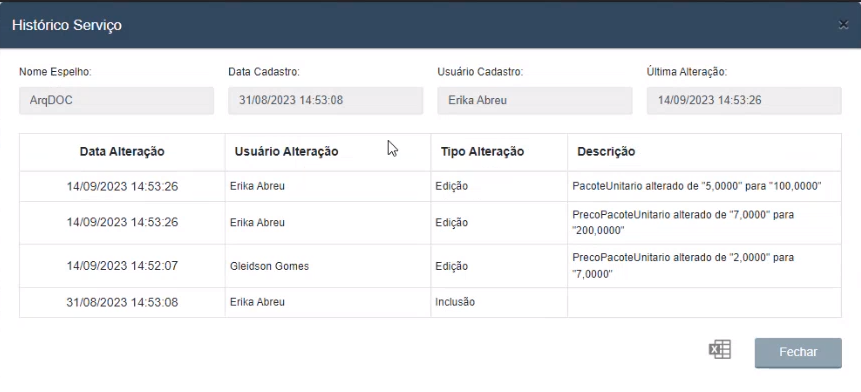 Histórico Serviço
Nome Espelho: Data Cadastro: Usuário Cadastro: Última Alteração:
ArqDOC 31/08/2023 14:53:08 Erika Abreu 14/09/2023 14:53:26
Data Alteração Usuário Alteração Tipo Alteração Descrição
14/09/2023 14:53:26 Erika Abreu Edição PacoteUnitario alterado de "5,0000" para "100,0000"
14/09/2023 14:53:26 Erika Abreu Edição PrecoPacoteUnitario alterado de "7,0000" para
"200,0000"
14/09/2023 14:52:07 Gleidson Gomes Edição PrecoPacoteUnitario alterado de "2,0000" para
"7,0000"
31/08/2023 14:53:08 Erika Abreu Inclusão
Fechar